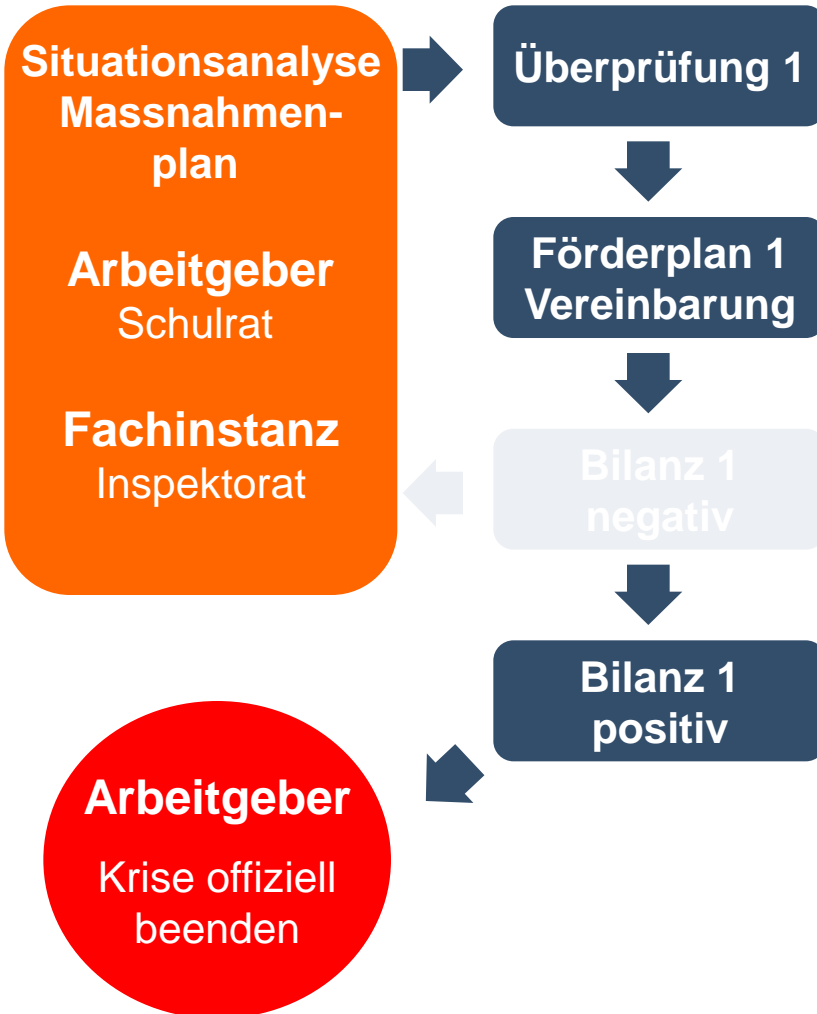 Situationsanalyse
Massnahmen-
plan
Arbeitgeber
Schulrat
Fachinstanz
Inspektorat
Überprüfung 1
Förderplan 1
Vereinbarung
Bilanz 1
negativ
Bilanz 1
positiv
Arbeitgeber
Krise offiziell
beenden